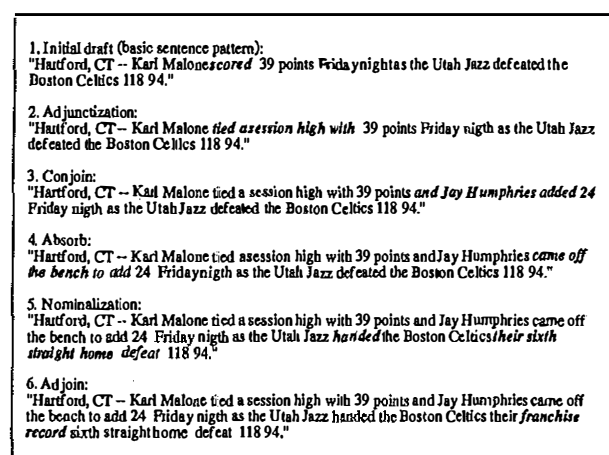 1. Initial draft (basic sentence pattern):
"Hartford, CT -- Karl Malone scored 39 points Friday night as the Utah Jazz defeated the
Boston Celtics 118 94."
2. Adjunctization:
"Hartford, CT -- Karl Malone tied a session high with 39 points Friday nigth as the Utah Jazz
defeated the Boston Celtics 118 94."
3. Conjoin:
"Hartford, CT -- Karl Malone tied a session high with 39 points and Jay Humphries added 24
Friday nigth as the Utah Jazz defeated the Boston Celtics 118 94."
4. Absorb:
"Hartford, CT -- Karl Malone tied a session high with 39 points and Jay Humphries came off
the bench to add 24 Friday nigth as the Utah Jazz defeated the Boston Celtics 118 94."
5. Nominalization:
"Hartford, CT -- Karl Malone tied a session high with 39 points and Jay Humphries came off
the bench to add 24 Friday nigth as the Utah Jazz handed the Boston Celtics their sixth
straight home defeat 118 94."
6. Adjoin:
"Hartford, CT -- Karl Malone tied a session high with 39 points and Jay Humphries came off
the bench to add 24 Friday nigth as the Utah Jazz handed the Boston Celtics their franchise
record sixth straight home defeat 118 94."